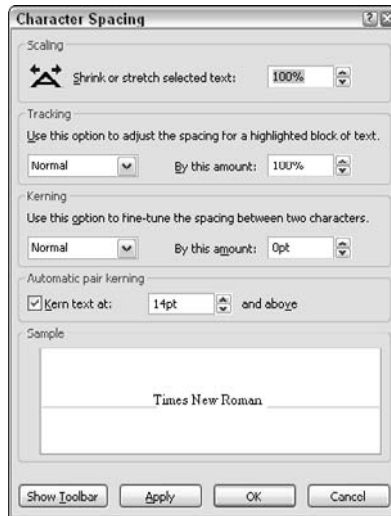 Character Spacing
Scaling
Shrink or stretch selected text: 100%
Tracking
Use this option to adjust the spacing for a highlighted block of text.
Normal By this amount: 100%
Kerning
Use this option to fine-tune the spacing between two characters.
Normal By this amount: 0pt
Automatic pair kerning
Kern text at: 14pt and above
Sample
Times New Roman
Show Toolbar Apply OK Cancel